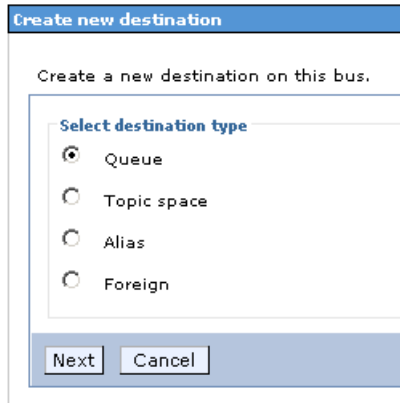 Create new destination
Create a new destination on this bus.
Select destination type
Queue
Topic space
Alias
Foreign
Next Cancel